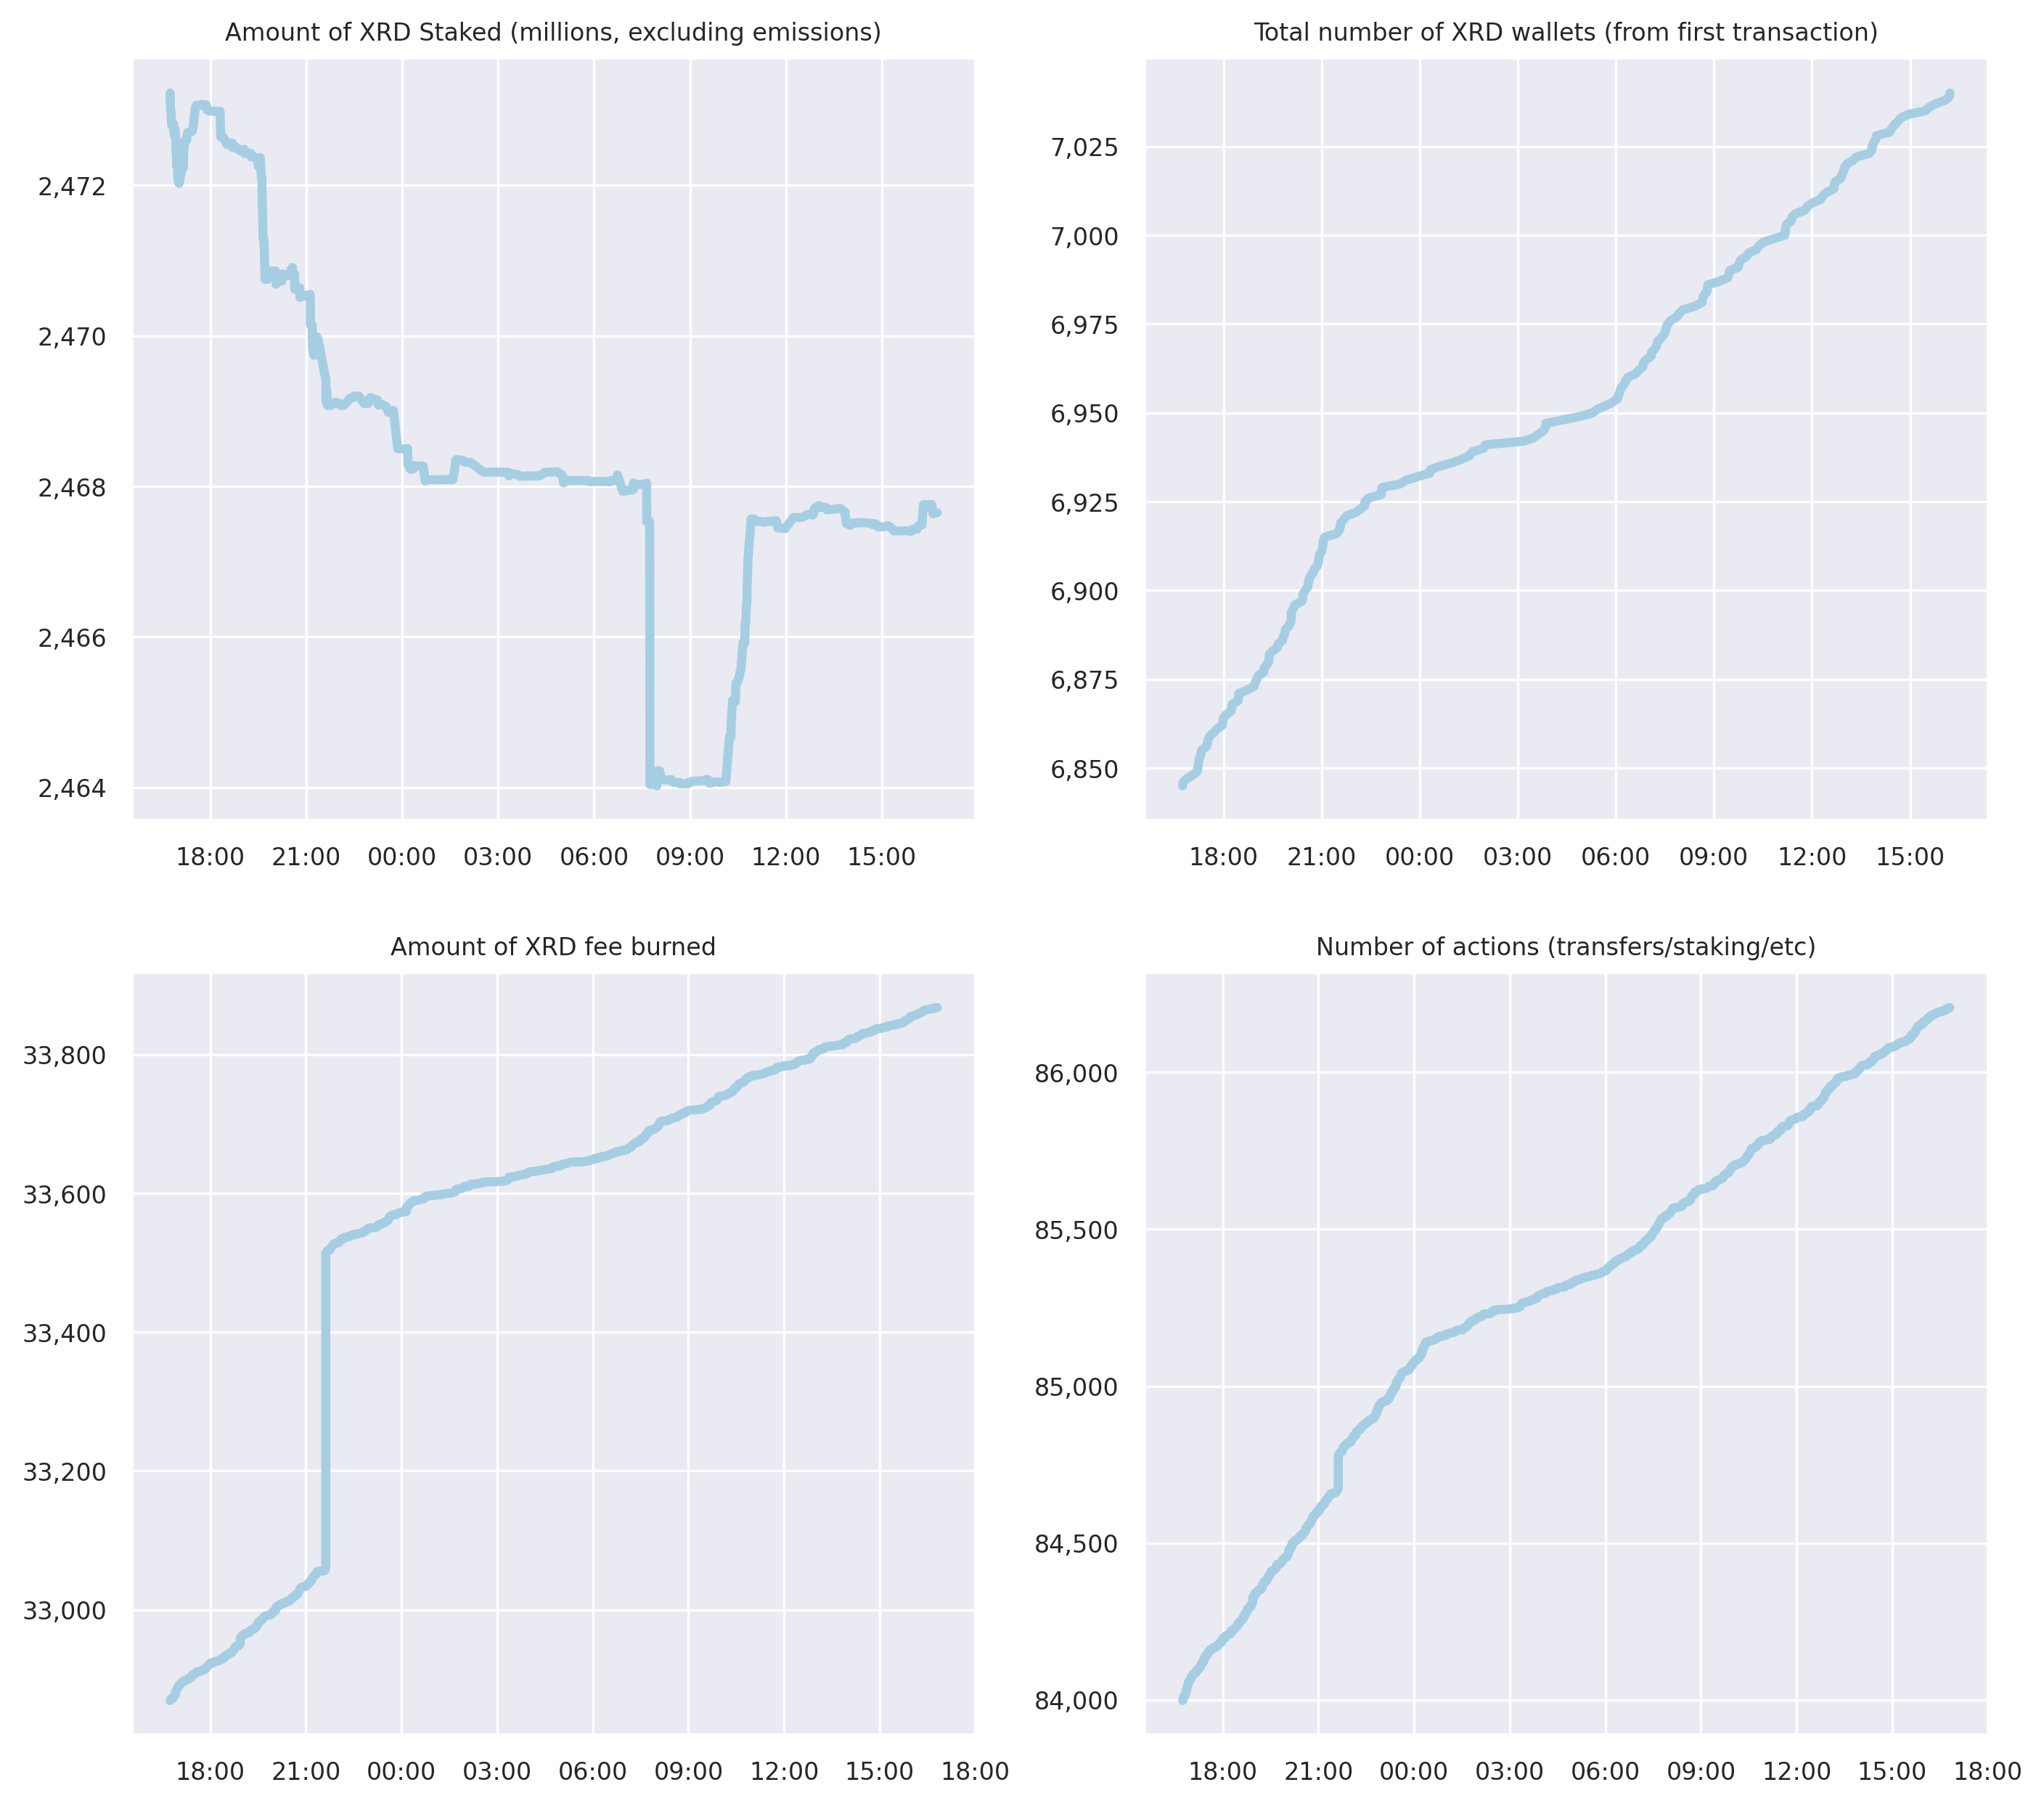 Amount of XRD Staked (millions, excluding emissions)
2,472
2,470
2,468
2,466
2,464
18:00 21:00 00:00 03:00 06:00 09:00 12:00 15:00
Total number of XRD wallets (from first transaction)
7,025
7,000
6,975
6,950
6,925
6,900
6,875
6,850
18:00 21:00 00:00 03:00 06:00 09:00 12:00 15:00
Amount of XRD fee burned
33,800
33,600
33,400
33,200
33,000
18:00 21:00 00:00 03:00 06:00 09:00 12:00 15:00 18:00
Number of actions (transfers/staking/etc)
86,000
85,500
85,000
84,500
84,000
18:00 21:00 00:00 03:00 06:00 09:00 12:00 15:00 18:00